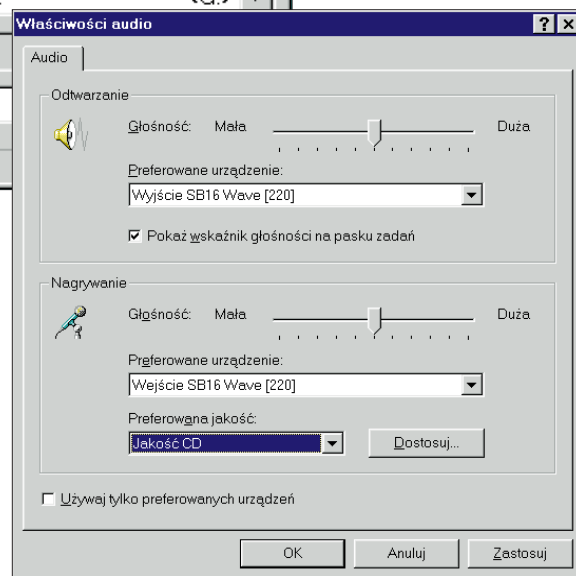 Właściwości audio
Audio
Odtwarzanie
Głośność: Mała Duża
Preferowane urządzenie:
Wyjście SB16 Wave [220]
Pokaż wskaźnik głośności na pasku zadań
Nagrywanie
Głośność: Mała Duża
Preferowane urządzenie:
Wejście SB16 Wave [220]
Preferowana jakość:
Jakość CD Dostosuj...
Używaj tylko preferowanych urządzeń
OK Anuluj Zastosuj